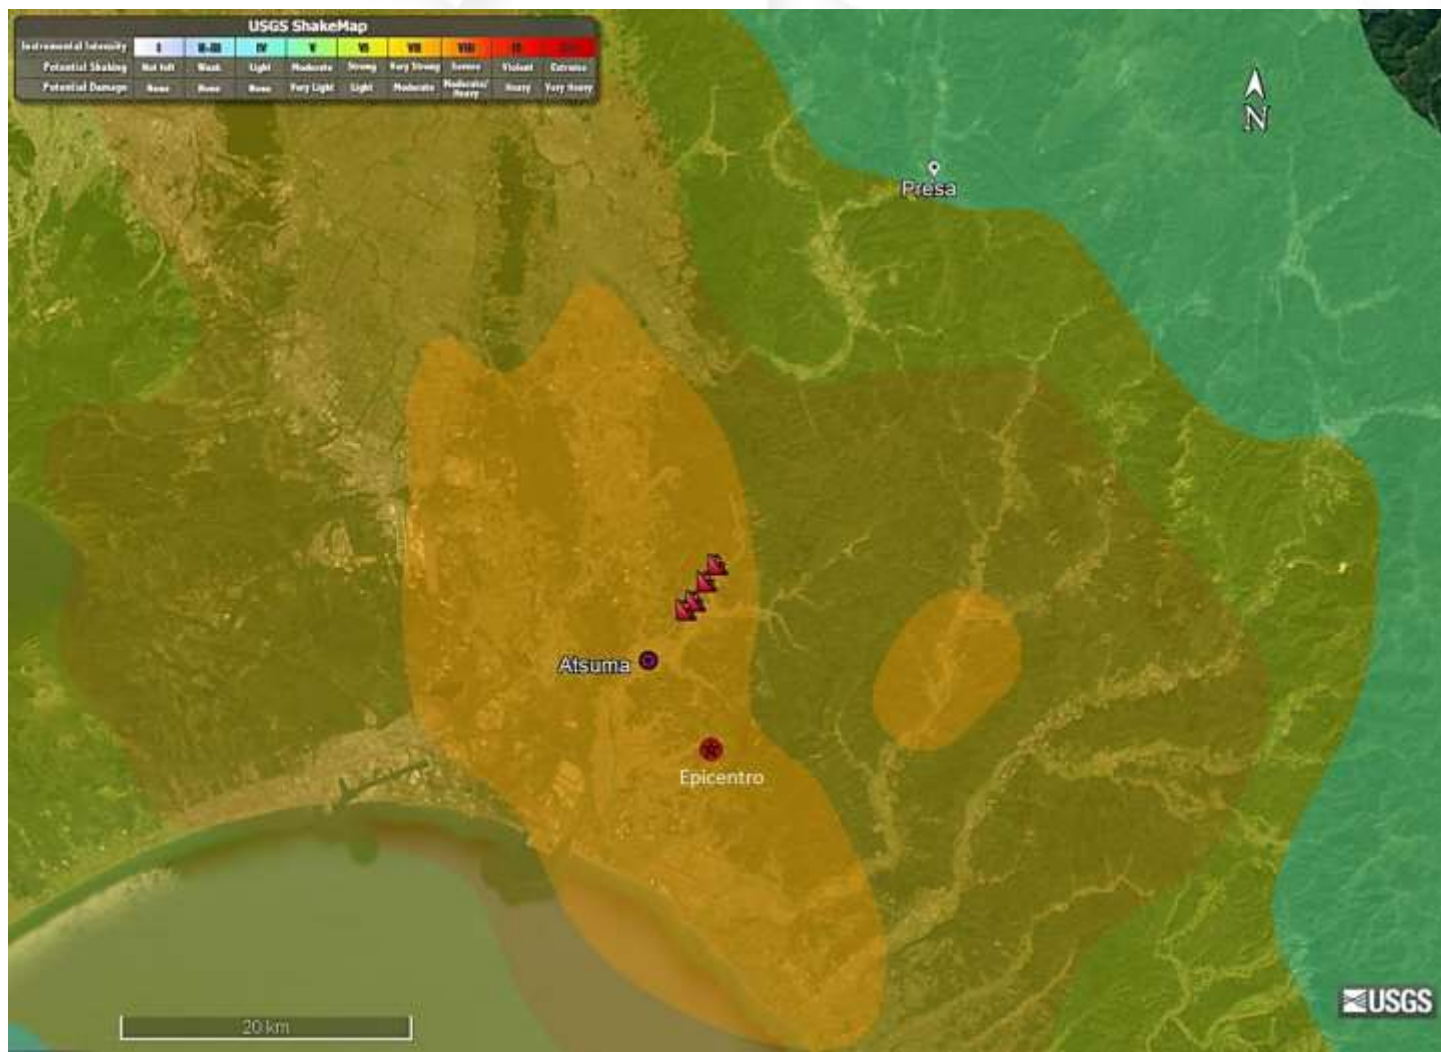 USGS ShakeMap
Instrumental Intensity I II-III IV V VI VII VIII IX
Potential Shaking Not felt Weak Light Moderate Strong Very Strong Severe Violent Extreme
Potential Damage None None None Very Light Light Moderate Moderate/Heavy Heavy Very Heavy
N
Presa
Atsuma
Epicentro
20 km
USGS